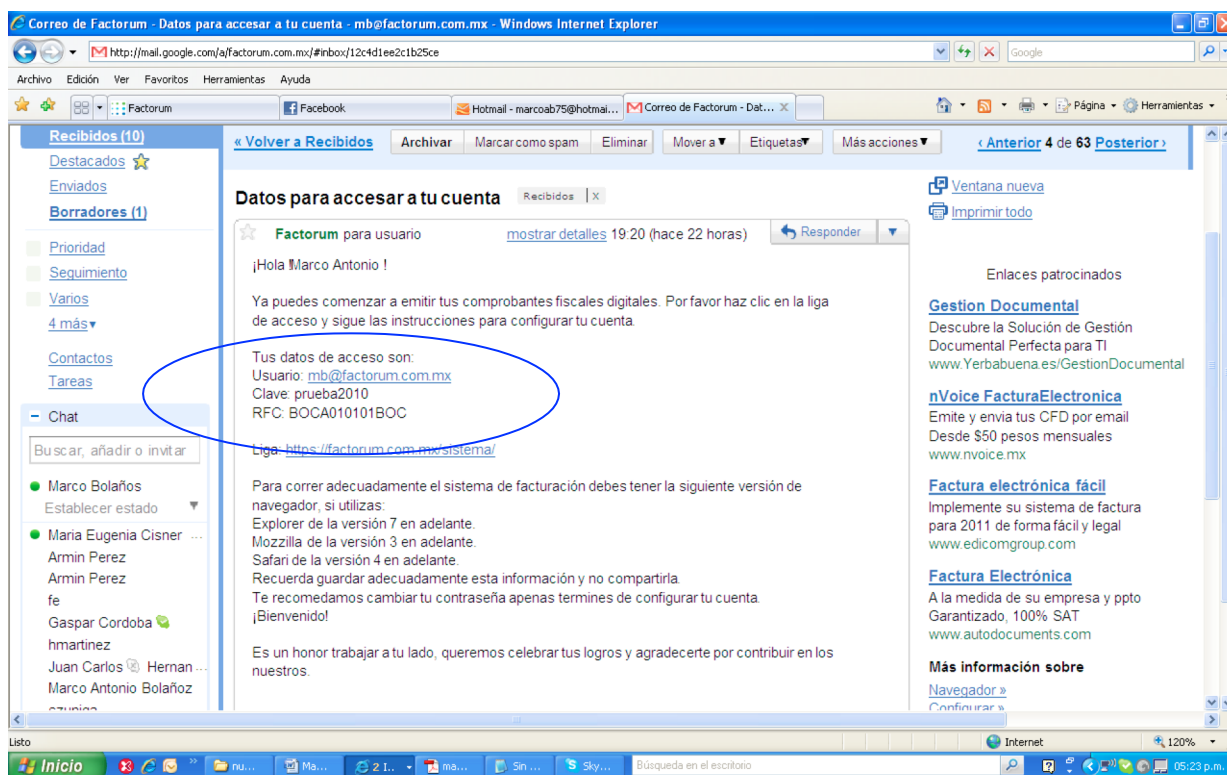 Correo de Factorum - Datos para accesar a tu cuenta - mb@factorum.com.mx - Windows Internet Explorer
http://mail.google.com/a/factorum.com.mx/#inbox/12c4d1ee2c1b25ce
Google
Archivo Edición Ver Favoritos Herramientas Ayuda
Factorum
Facebook
Hotmail - marcoab75@hotmai...
Correo de Factorum - Dat... X
Página
Herramientas
Recibidos (10)
Destacados
Enviados
Borradores (1)
Prioridad
Seguimiento
Varios
4 más▾
Contactos
Tareas
− Chat
Buscar, añadir o invitar
Marco Bolaños
Establecer estado
Maria Eugenia Cisner ...
Armin Perez
Armin Perez
fe
Gaspar Cordoba
hmartinez
Juan Carlos Hernan ...
Marco Antonio Bolañoz
« Volver a Recibidos Archivar Marcar como spam Eliminar Mover a ▾ Etiquetas▾ Más acciones ▾ ‹ Anterior 4 de 63 Posterior ›
Datos para accesar a tu cuenta Recibidos X
Factorum para usuario mostrar detalles 19:20 (hace 22 horas) Responder
¡Hola !Marco Antonio !
Ya puedes comenzar a emitir tus comprobantes fiscales digitales. Por favor haz clic en la liga
de acceso y sigue las instrucciones para configurar tu cuenta.
Tus datos de acceso son:
Usuario: mb@factorum.com.mx
Clave: prueba2010
RFC: BOCA010101BOC
Liga: https://factorum.com.mx/sistema/
Para correr adecuadamente el sistema de facturación debes tener la siguiente versión de
navegador, si utilizas:
Explorer de la versión 7 en adelante.
Mozzilla de la versión 3 en adelante.
Safari de la versión 4 en adelante.
Recuerda guardar adecuadamente esta información y no compartirla.
Te recomedamos cambiar tu contraseña apenas termines de configurar tu cuenta.
¡Bienvenido!
Es un honor trabajar a tu lado, queremos celebrar tus logros y agradecerte por contribuir en los
nuestros.
Ventana nueva
Imprimir todo
Enlaces patrocinados
Gestion Documental
Descubre la Solución de Gestión
Documental Perfecta para TI
www.Yerbabuena.es/GestionDocumental
nVoice FacturaElectronica
Emite y envia tus CFD por email
Desde $50 pesos mensuales
www.nvoice.mx
Factura electrónica fácil
Implemente su sistema de factura
para 2011 de forma fácil y legal
www.edicomgroup.com
Factura Electrónica
A la medida de su empresa y ppto
Garantizado, 100% SAT
www.autodocuments.com
Más información sobre
Navegador »
Configurar »
Listo
Internet
120%
Inicio
nu...
Ma...
2 I...
ma...
Sin ...
Sky...
Búsqueda en el escritorio
05:23 p.m.